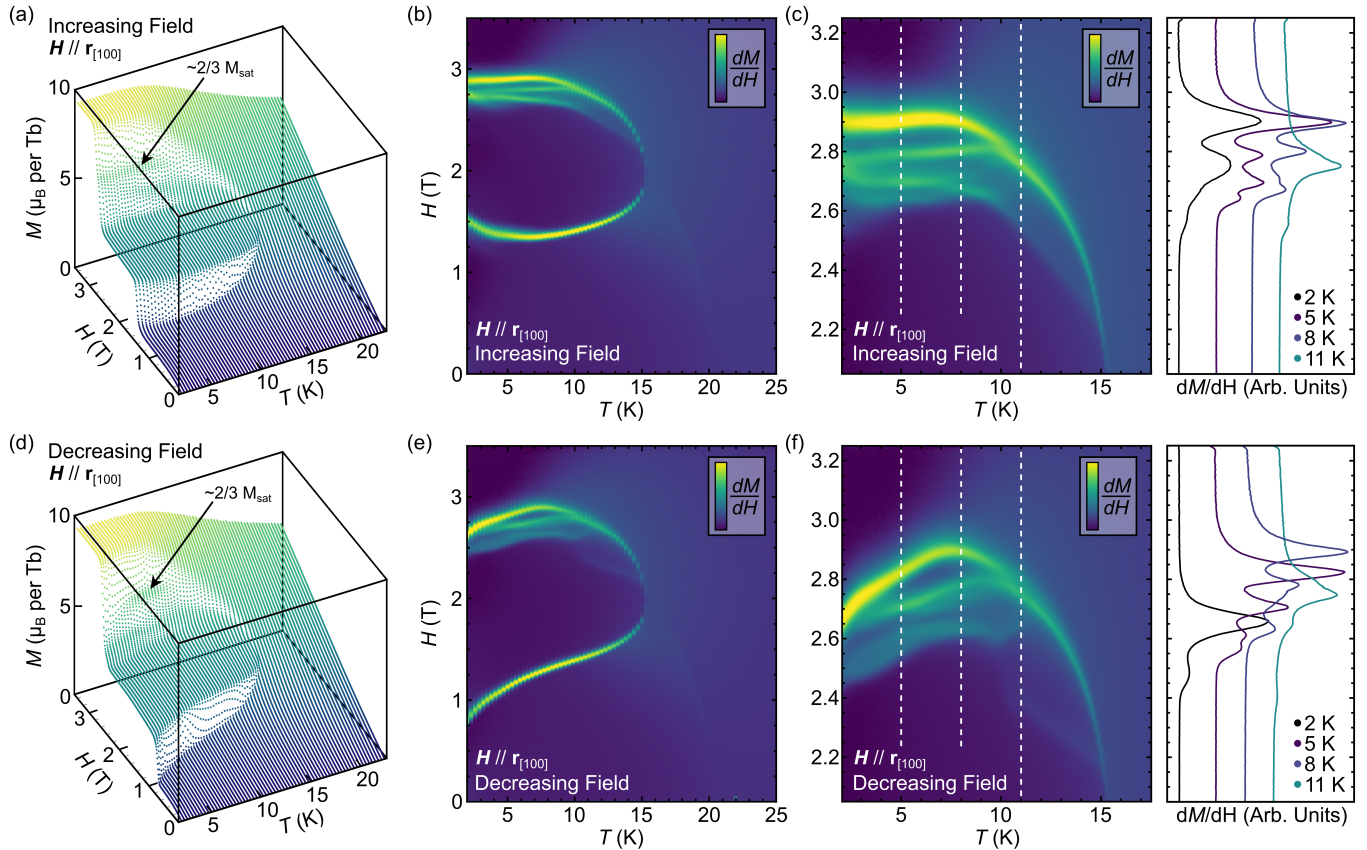 (a)
Increasing Field
H // r[100]
~2/3 Msat
M (μB per Tb)
10
5
0
H (T)
3
2
1
0
T (K)
5
10
15
20
(b)
dM
dH
H (T)
3
2
1
0
H // r[100]
Increasing Field
5
10
15
20
25
T (K)
(c)
dM
dH
3.2
3.0
2.8
2.6
2.4
2.2
H // r[100]
Increasing Field
5
10
15
T (K)
2 K
5 K
8 K
11 K
dM/dH (Arb. Units)
(d)
Decreasing Field
H // r[100]
~2/3 Msat
M (μB per Tb)
10
5
0
H (T)
3
2
1
0
T (K)
5
10
15
20
(e)
dM
dH
H (T)
3
2
1
0
H // r[100]
Decreasing Field
5
10
15
20
25
T (K)
(f)
dM
dH
3.2
3.0
2.8
2.6
2.4
2.2
H // r[100]
Decreasing Field
5
10
15
T (K)
2 K
5 K
8 K
11 K
dM/dH (Arb. Units)